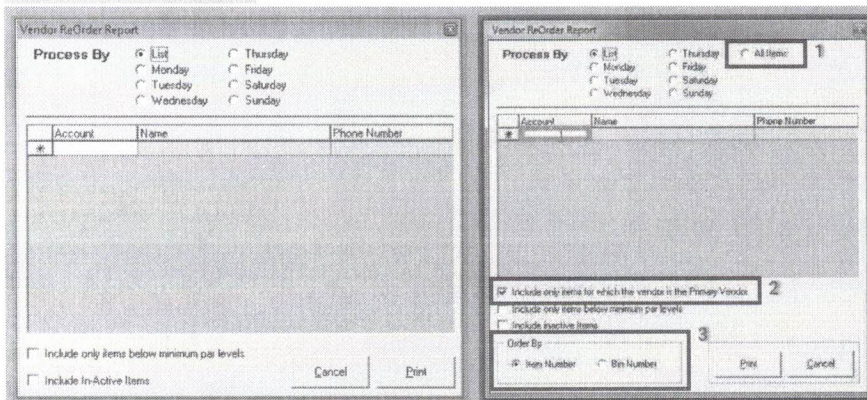 Vendor ReOrder Report
Process By List Thursday
Monday Friday
Tuesday Saturday
Wednesday Sunday
Account Name Phone Number
*
Include only items below minimum par levels
Include In-Active Items
Cancel Print
Vendor ReOrder Report
Process By List Thursday All Items 1
Monday Friday
Tuesday Saturday
Wednesday Sunday
Account Name Phone Number
*
Include only items for which the vendor is the Primary Vendor 2
Include only items below minimum par levels
Include inactive Items
Order By 3
Item Number Bin Number
Print Cancel